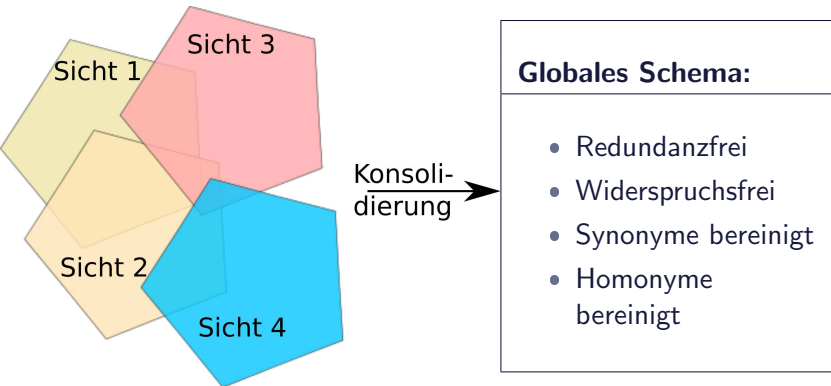 Sicht 1
Sicht 3
Sicht 2
Sicht 4
Konsoli-
dierung
Globales Schema:
• Redundanzfrei
• Widerspruchsfrei
• Synonyme bereinigt
• Homonyme
bereinigt